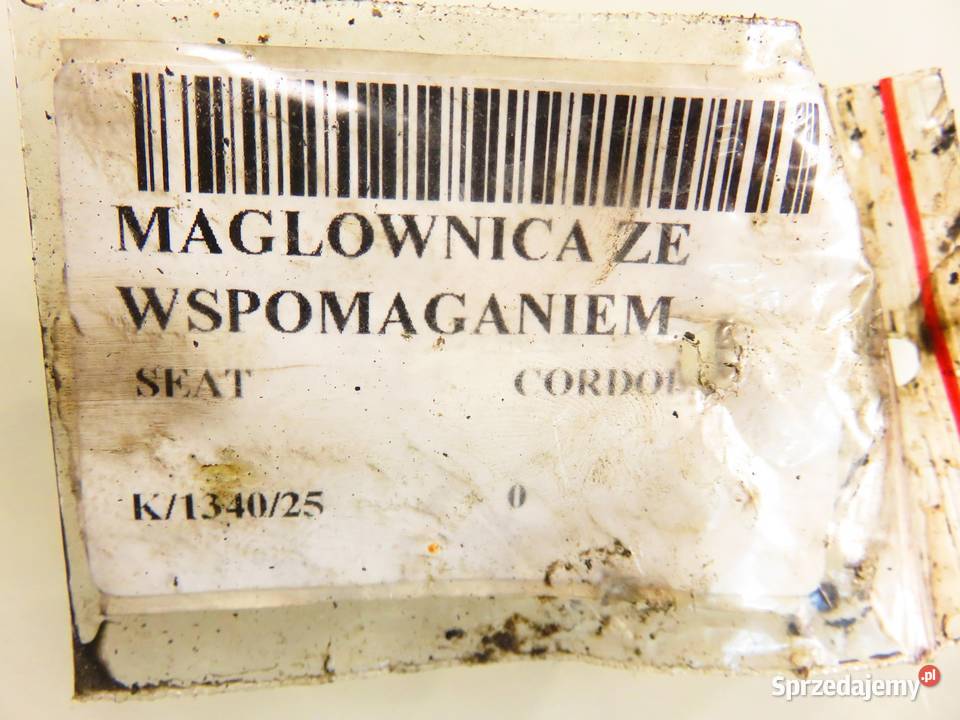 MAGLOWNICA ZE
WSPOMAGANIEM
SEAT
K/1340/25 0
Sprzedajemy.pl